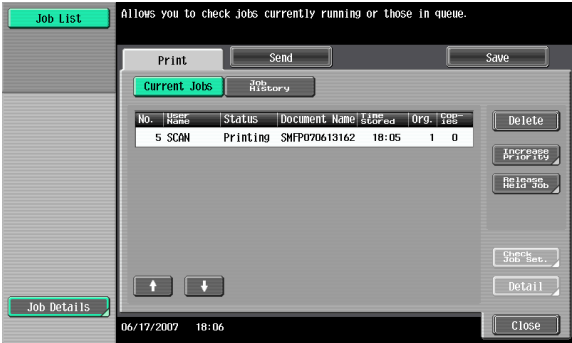 Job List
Allows you to check jobs currently running or those in queue.
Print
Send
Save
Current Jobs
Job
History
No. User Name Status Document Name Time Stored Org. Cop-ies
5 SCAN Printing SMFP070613162 18:05 1 0
Delete
Increase
Priority
Release
Held Job
Check
Job Set.
Detail
Job Details
06/17/2007 18:06
Close